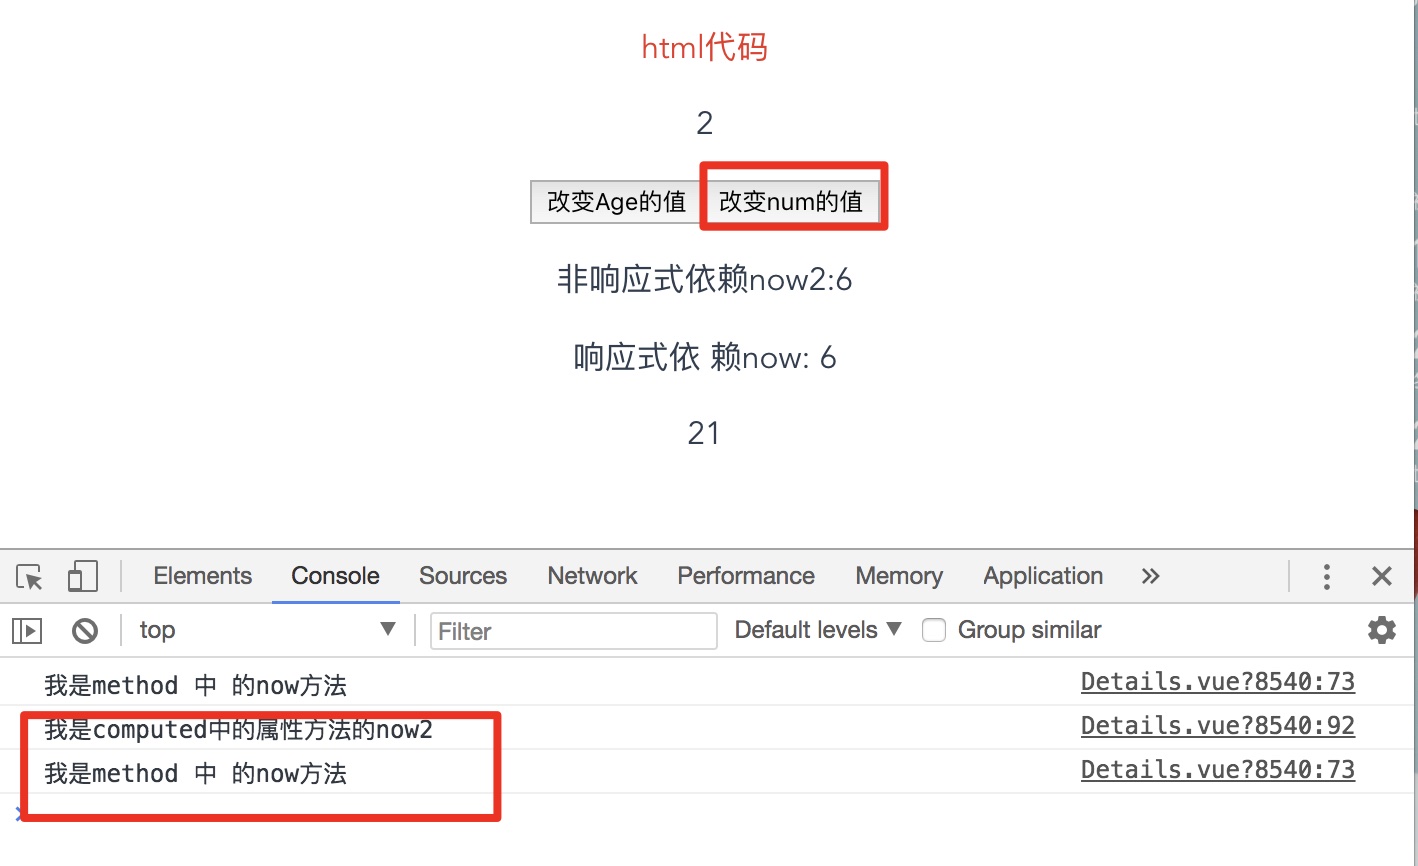 html代码
2
改变Age的值 改变num的值
非响应式依赖now2:6
响应式依 赖now: 6
21
Elements Console Sources Network Performance Memory Application »
top ▼ Filter Default levels ▼ Group similar
我是method 中 的now方法 Details.vue?8540:73
我是computed中的属性方法的now2 Details.vue?8540:92
我是method 中 的now方法 Details.vue?8540:73